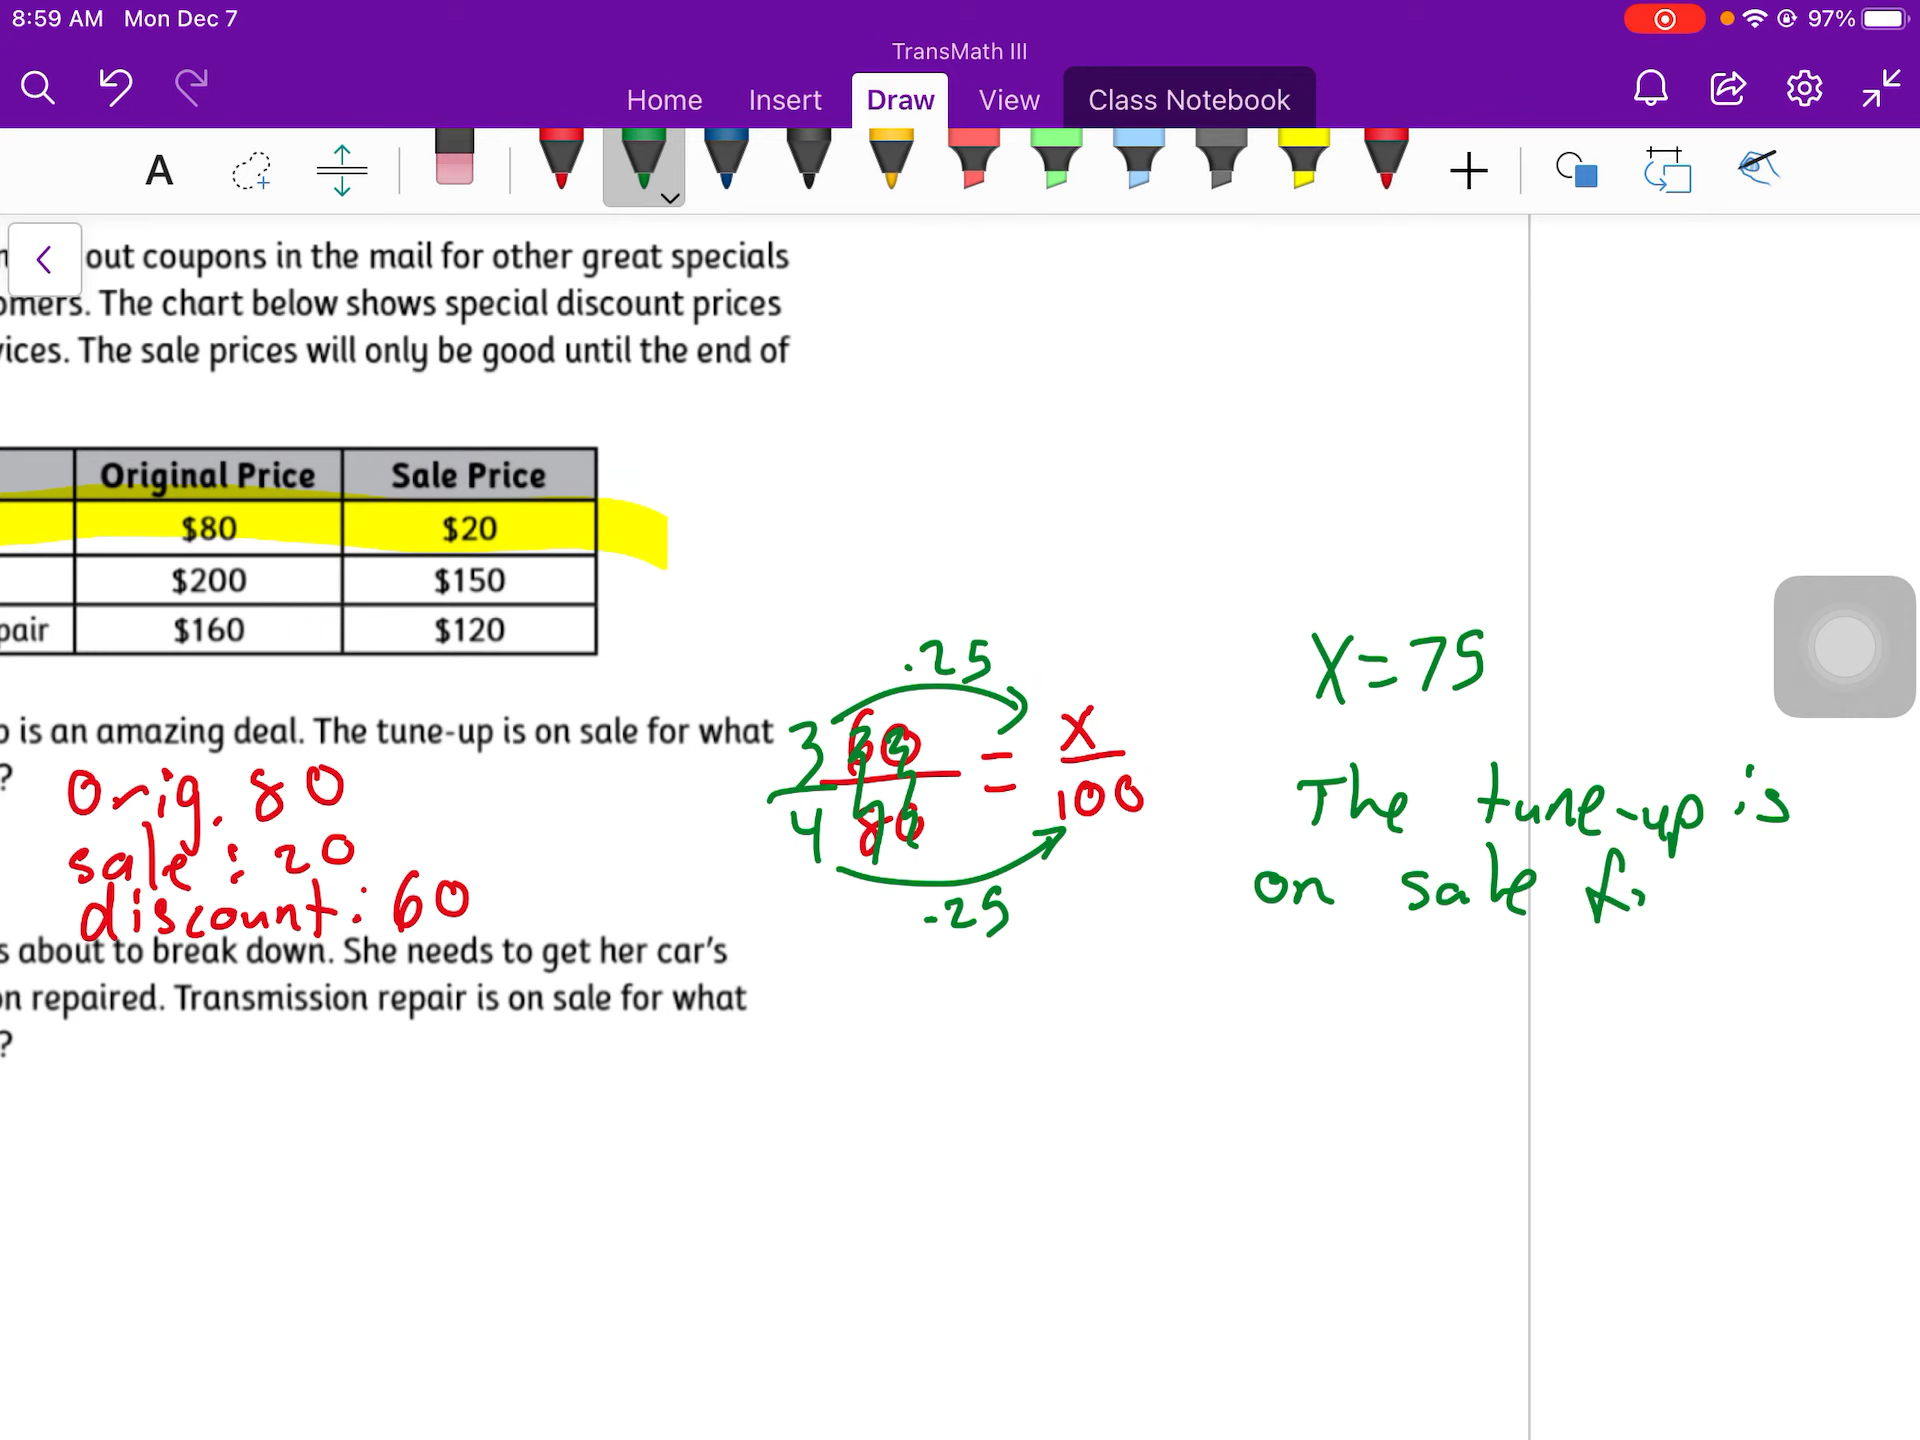 8:59 AM Mon Dec 7
97%
TransMath III
Home Insert Draw View Class Notebook
A
out coupons in the mail for other great specials
omers. The chart below shows special discount prices
vices. The sale prices will only be good until the end of
Original Price Sale Price
$80 $20
$200 $150
pair $160 $120
is an amazing deal. The tune-up is on sale for what
?
Orig. 80
sale: 20
discount: 60
.25
3 60 = x
4 80 100
·25
X=75
The tune-up is
on sale
s about to break down. She needs to get her car's
on repaired. Transmission repair is on sale for what
?